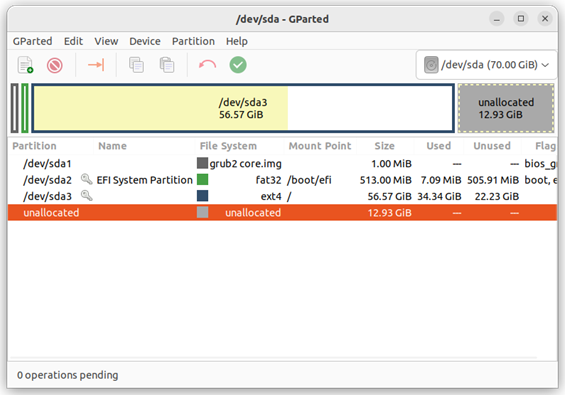 /dev/sda - GParted
GParted Edit View Device Partition Help
/dev/sda (70.00 GiB)
/dev/sda3
56.57 GiB
unallocated
12.93 GiB
Partition Name File System Mount Point Size Used Unused Flag
/dev/sda1 grub2 core.img 1.00 MiB --- --- bios_g
/dev/sda2 EFI System Partition fat32 /boot/efi 513.00 MiB 7.09 MiB 505.91 MiB boot, e
/dev/sda3 ext4 / 56.57 GiB 34.34 GiB 22.23 GiB
unallocated unallocated 12.93 GiB --- ---
0 operations pending